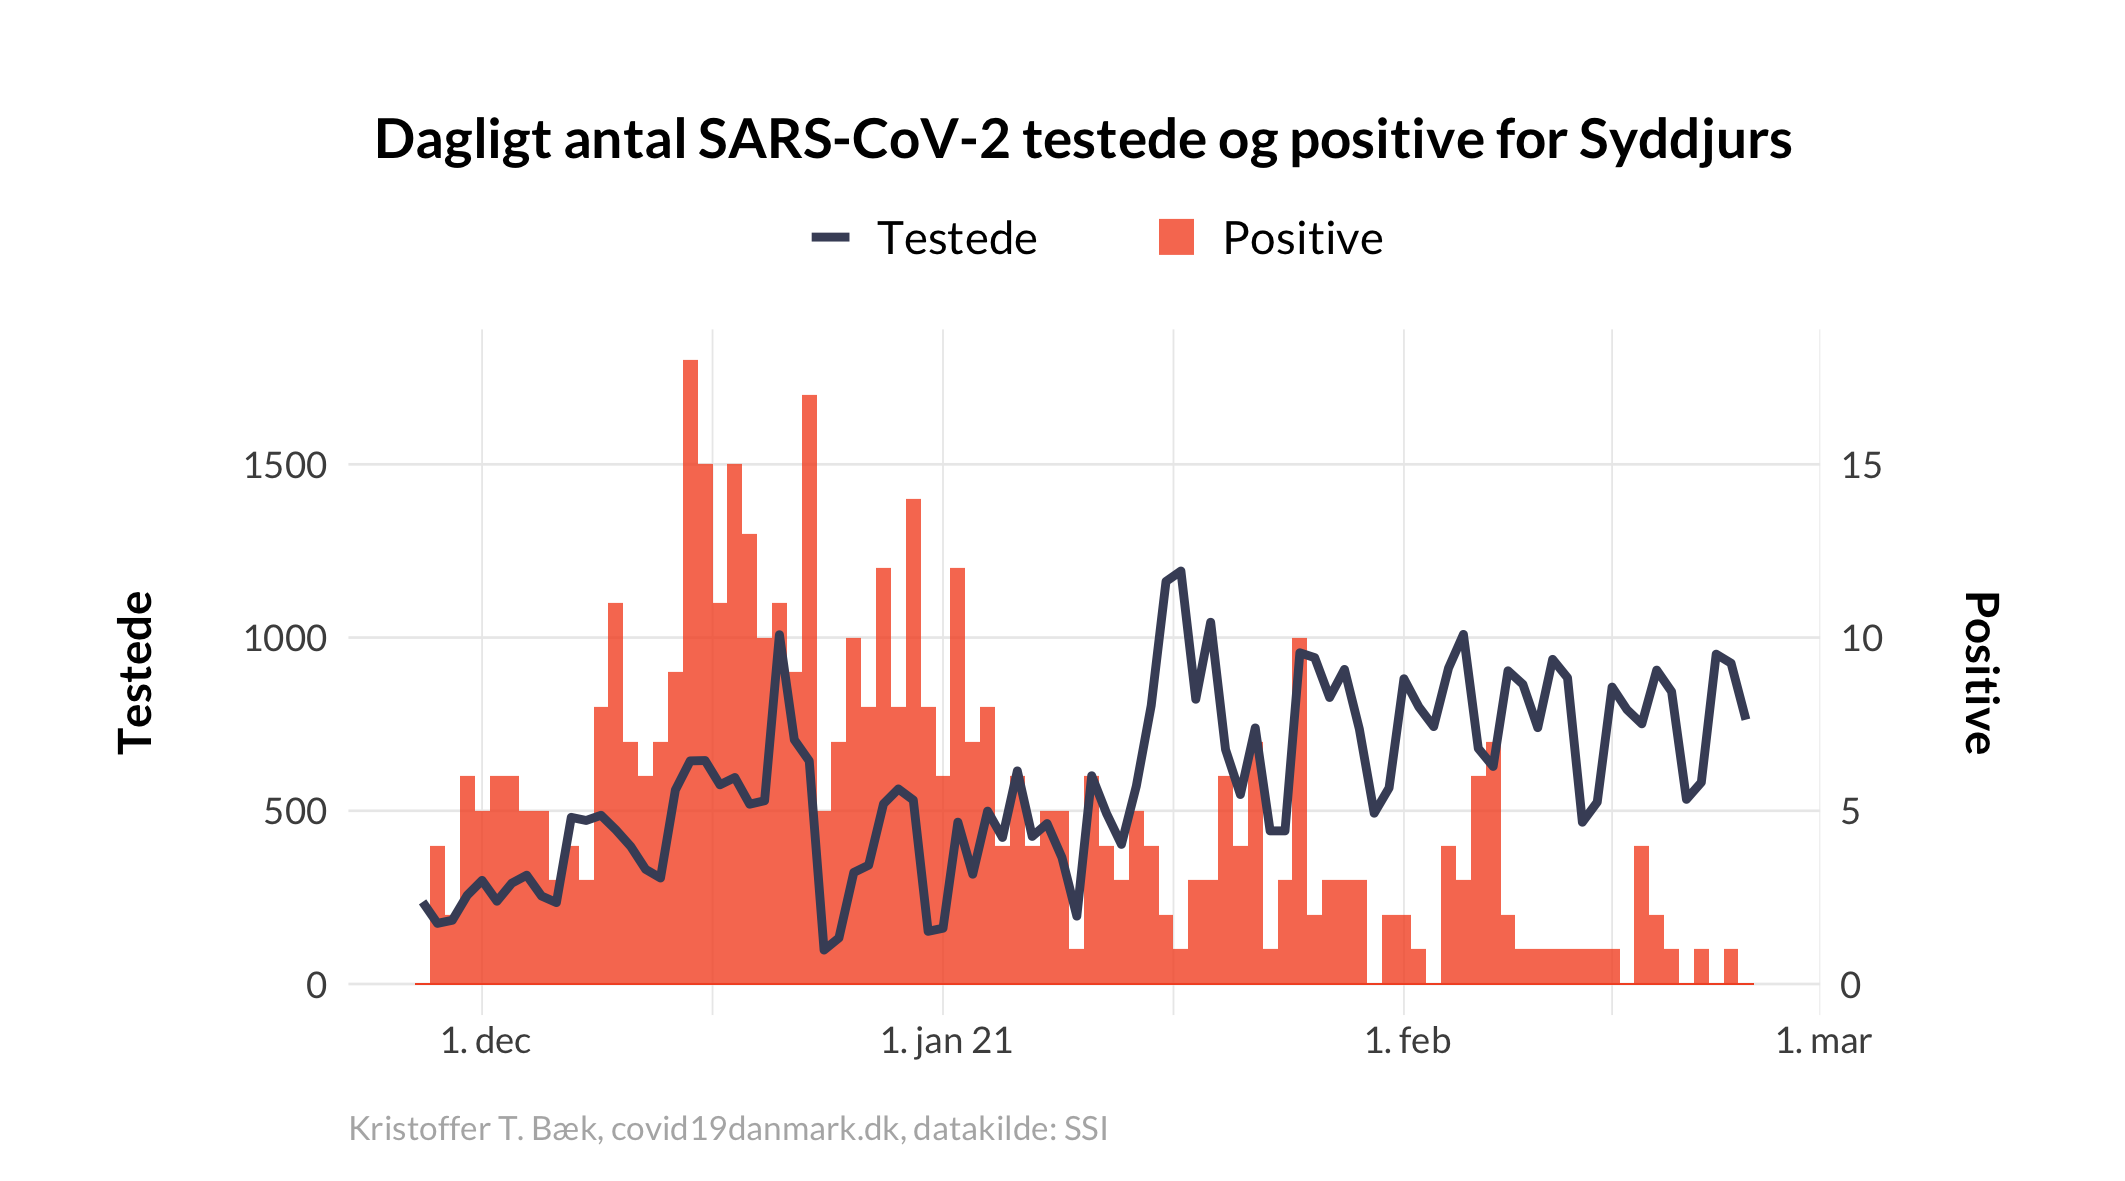 Dagligt antal SARS-CoV-2 testede og positive for Syddjurs
Testede
Positive
1500
1000
500
0
15
10
5
0
Testede
Positive
1. dec
1. jan 21
1. feb
1. mar
Kristoffer T. Bæk, covid19danmark.dk, datakilde: SSI